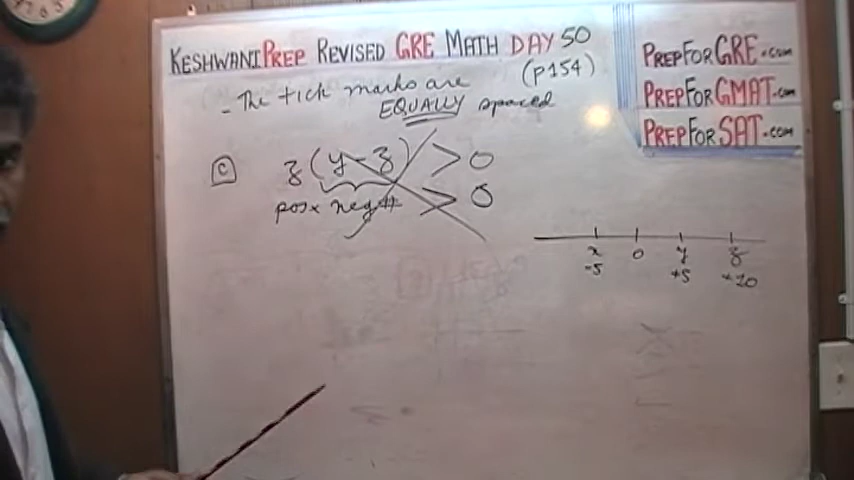 KESHWANIPREP REVISED GRE MATH DAY 50
(p154)
PREPFORGRE.com
PREPFORGMAT.com
PREPFORSAT.com
- The tick marks are
EQUALLY spaced
C z(y-z) > 0
pos x neg # > 0
x 0 y z
-5 +5 +10